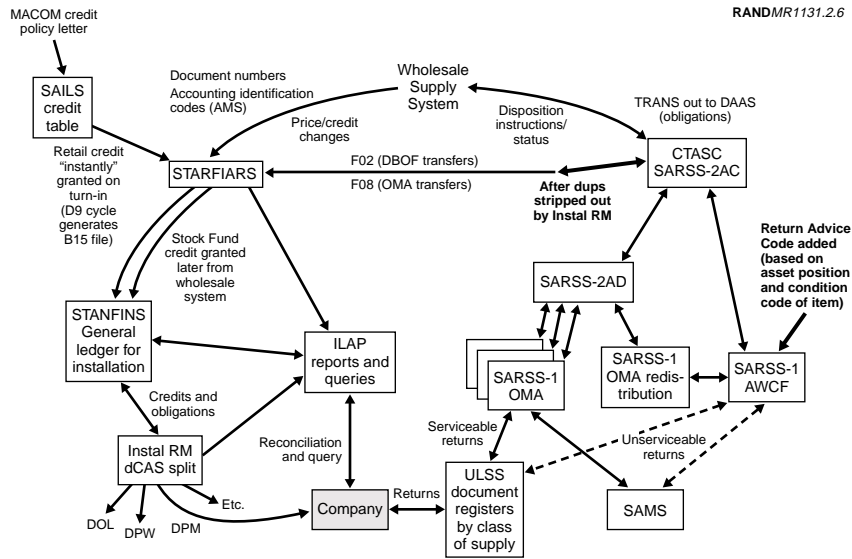 RANDMR1131.2.6
MACOM credit
policy letter
SAILS
credit
table
Document numbers
Accounting identification
codes (AMS)
Price/credit
changes
Wholesale
Supply
System
Disposition
instructions/
status
TRANS out to DAAS
(obligations)
CTASC
SARSS-2AC
Retail credit
“instantly”
granted on
turn-in
(D9 cycle
generates
B15 file)
STARFIARS
F02 (DBOF transfers)
F08 (OMA transfers)
After dups
stripped out
by Instal RM
Return Advice
Code added
(based on
asset position
and condition
code of item)
Stock Fund
credit granted
later from
wholesale
system
SARSS-2AD
STANFINS
General
ledger for
installation
ILAP
reports and
queries
SARSS-1
OMA
SARSS-1
OMA redis-
tribution
SARSS-1
AWCF
Credits and
obligations
Instal RM
dCAS split
Reconciliation
and query
Serviceable
returns
Unserviceable
returns
ULSS
document
registers
by class
of supply
SAMS
Company
Returns
DOL
DPW
DPM
Etc.